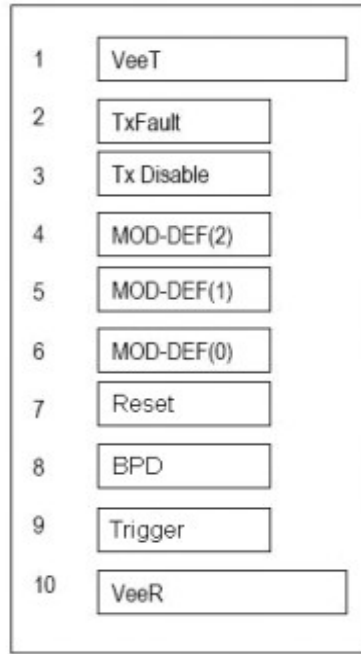 1 VeeT
2 TxFault
3 Tx Disable
4 MOD-DEF(2)
5 MOD-DEF(1)
6 MOD-DEF(0)
7 Reset
8 BPD
9 Trigger
10 VeeR